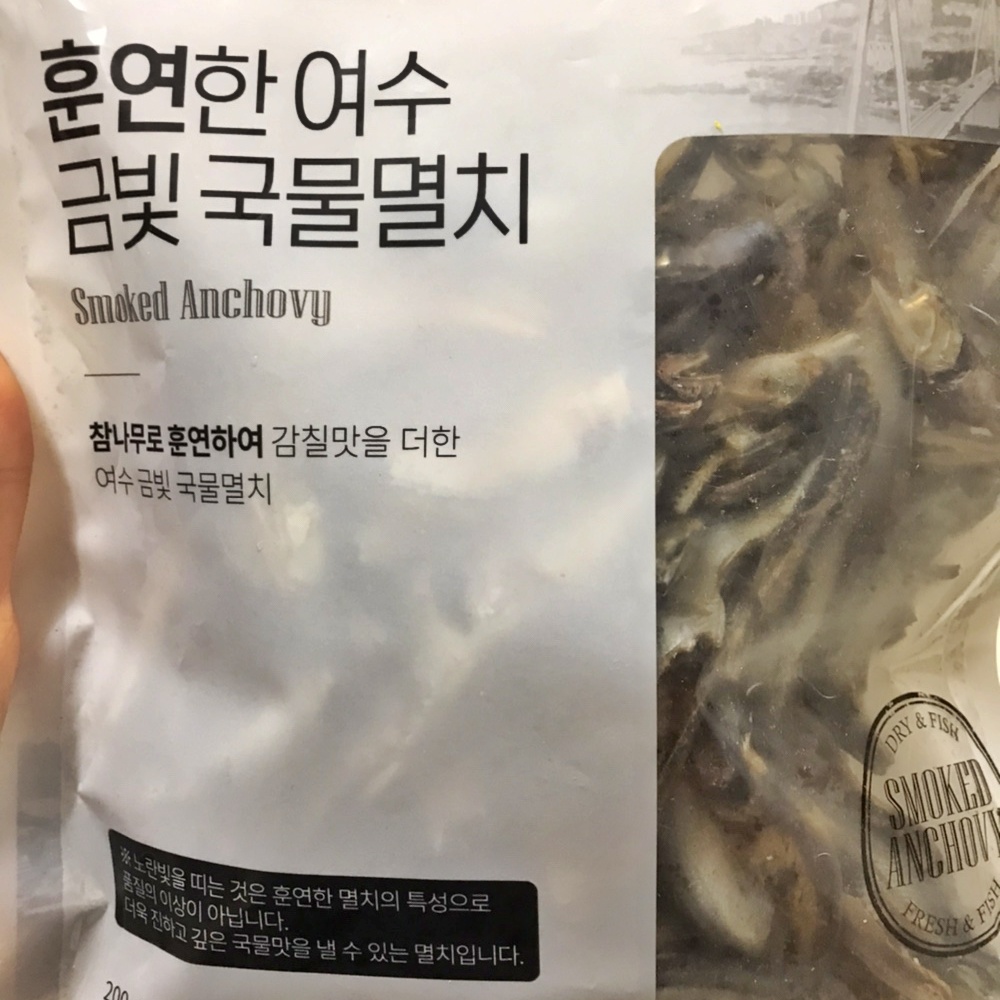 훈연한 여수
금빛 국물멸치
Smoked Anchovy
참나무로 훈연하여 감칠맛을 더한
여수 금빛 국물멸치
※ 노란빛을 띠는 것은 훈연한 멸치의 특성으로
품질의 이상이 아닙니다.
더욱 진하고 깊은 국물맛을 낼 수 있는 멸치입니다.
200
DRY & FISH
SMOKED
ANCHOVY
FRESH & FISH